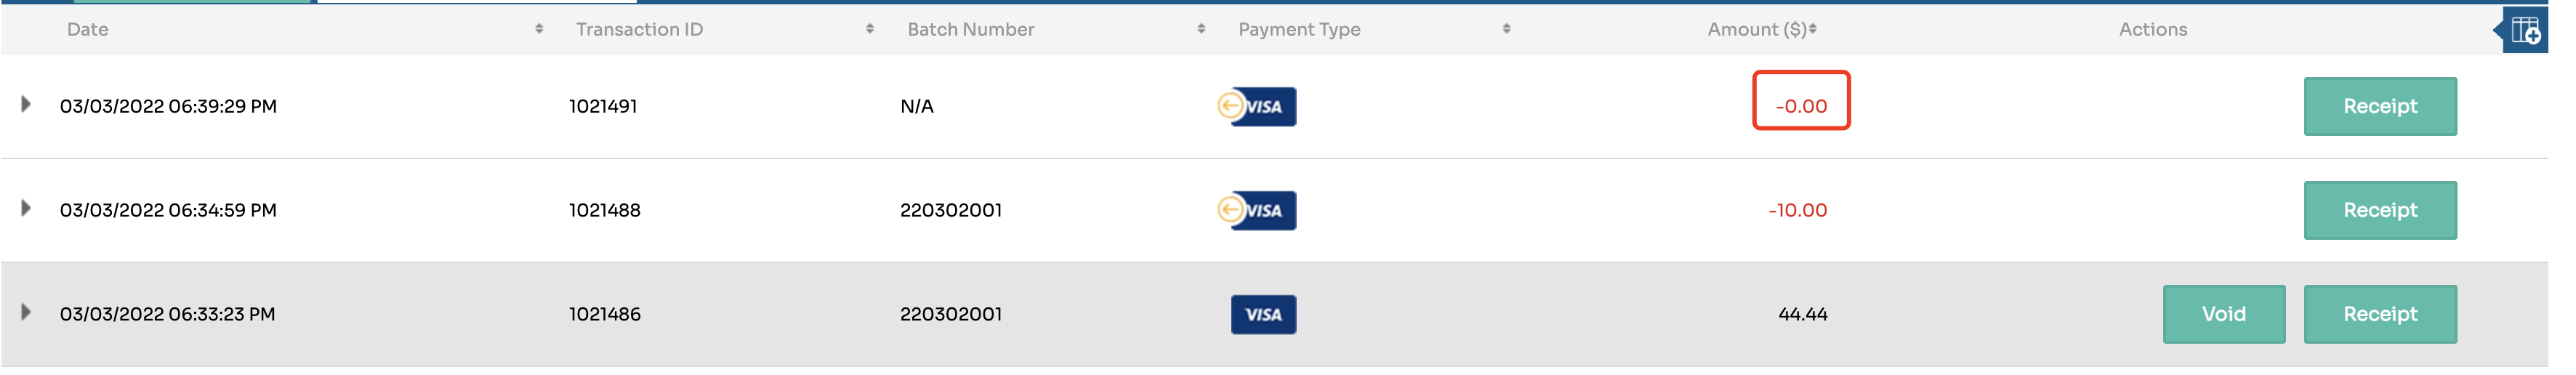 Date Transaction ID Batch Number Payment Type Amount ($) Actions
03/03/2022 06:39:29 PM 1021491 N/A VISA -0.00 Receipt
03/03/2022 06:34:59 PM 1021488 220302001 VISA -10.00 Receipt
03/03/2022 06:33:23 PM 1021486 220302001 VISA 44.44 Void Receipt